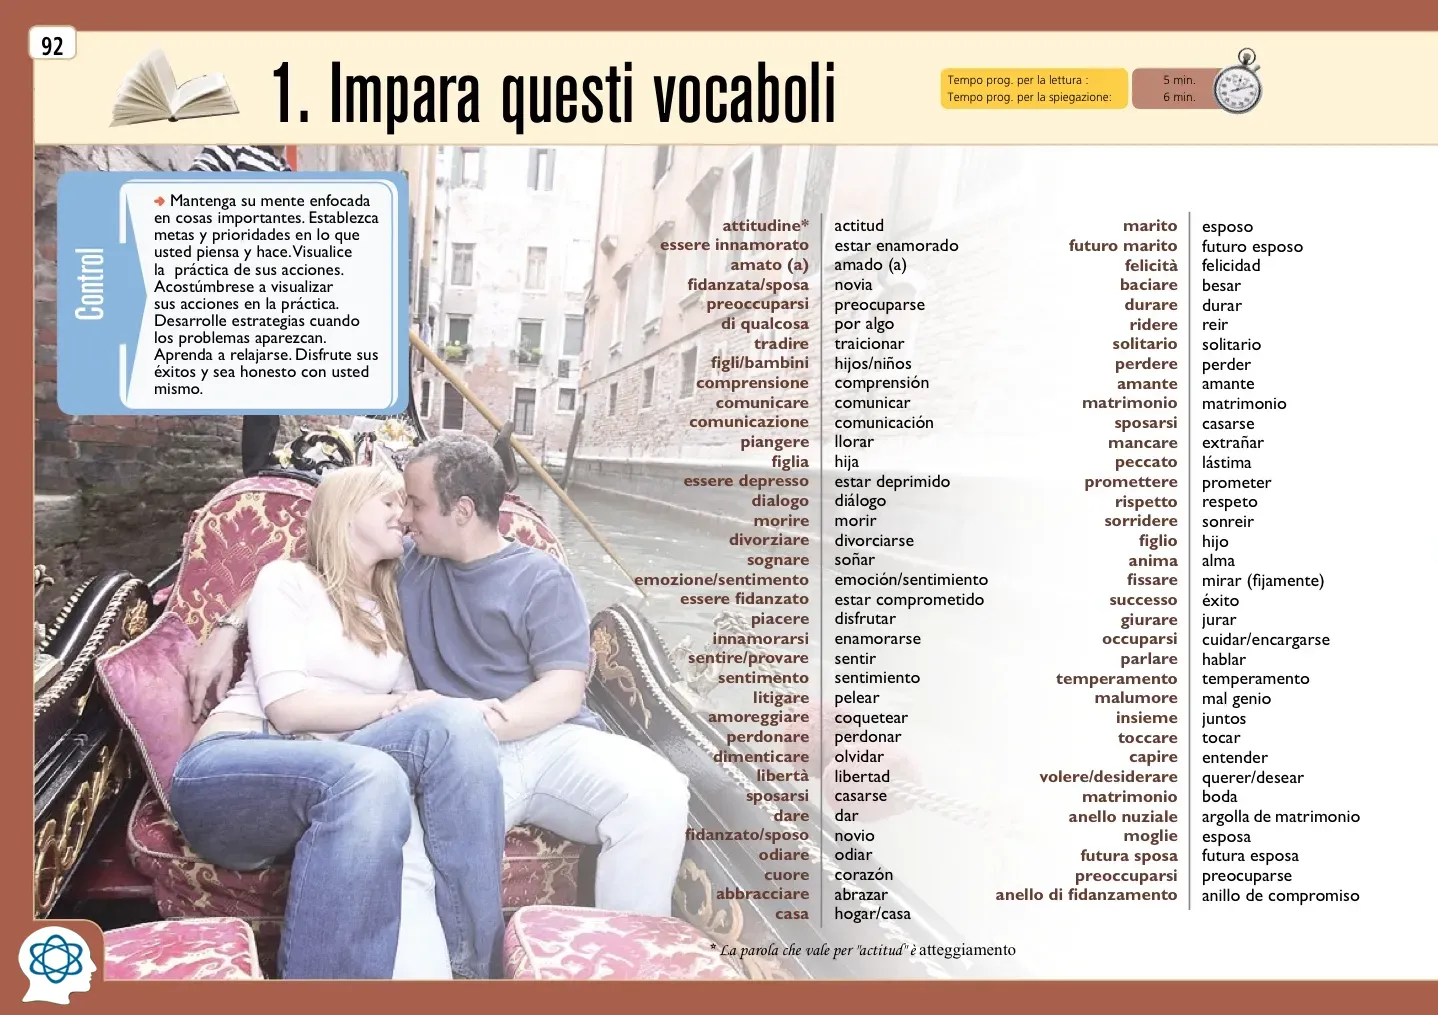 92
1. Impara questi vocaboli
Tempo prog. per la lettura : 5 min.
Tempo prog. per la spiegazione: 6 min.
Control
➜ Mantenga su mente enfocada
en cosas importantes. Establezca
metas y prioridades en lo que
usted piensa y hace. Visualice
la práctica de sus acciones.
Acostúmbrese a visualizar
sus acciones en la práctica.
Desarrolle estrategias cuando
los problemas aparezcan.
Aprenda a relajarse. Disfrute sus
éxitos y sea honesto con usted
mismo.
attitudine* actitud
essere innamorato estar enamorado
amato (a) amado (a)
fidanzata/sposa novia
preoccuparsi preocuparse
di qualcosa por algo
tradire traicionar
figli/bambini hijos/niños
comprensione comprensión
comunicare comunicar
comunicazione comunicación
piangere llorar
figlia hija
essere depresso estar deprimido
dialogo diálogo
morire morir
divorziare divorciarse
sognare soñar
emozione/sentimento emoción/sentimiento
essere fidanzato estar comprometido
piacere disfrutar
innamorarsi enamorarse
sentire/provare sentir
sentimento sentimiento
litigare pelear
amoreggiare coquetear
perdonare perdonar
dimenticare olvidar
libertà libertad
sposarsi casarse
dare dar
fidanzato/sposo novio
odiare odiar
cuore corazón
abbracciare abrazar
casa hogar/casa
marito esposo
futuro marito futuro esposo
felicità felicidad
baciare besar
durare durar
ridere reir
solitario solitario
perdere perder
amante amante
matrimonio matrimonio
sposarsi casarse
mancare extrañar
peccato lástima
promettere prometer
rispetto respeto
sorridere sonreir
figlio hijo
anima alma
fissare mirar (fijamente)
successo éxito
giurare jurar
occuparsi cuidar/encargarse
parlare hablar
temperamento temperamento
malumore mal genio
insieme juntos
toccare tocar
capire entender
volere/desiderare querer/desear
matrimonio boda
anello nuziale argolla de matrimonio
moglie esposa
futura sposa futura esposa
preoccuparsi preocuparse
anello di fidanzamento anillo de compromiso
* La parola che vale per "actitud" è atteggiamento